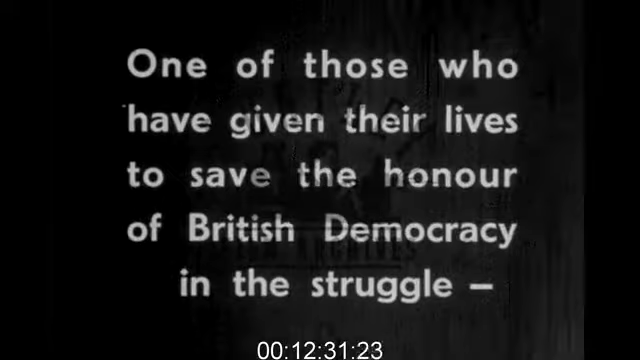 One of those who
have given their lives
to save the honour
of British Democracy
in the struggle –
00:12:31:23